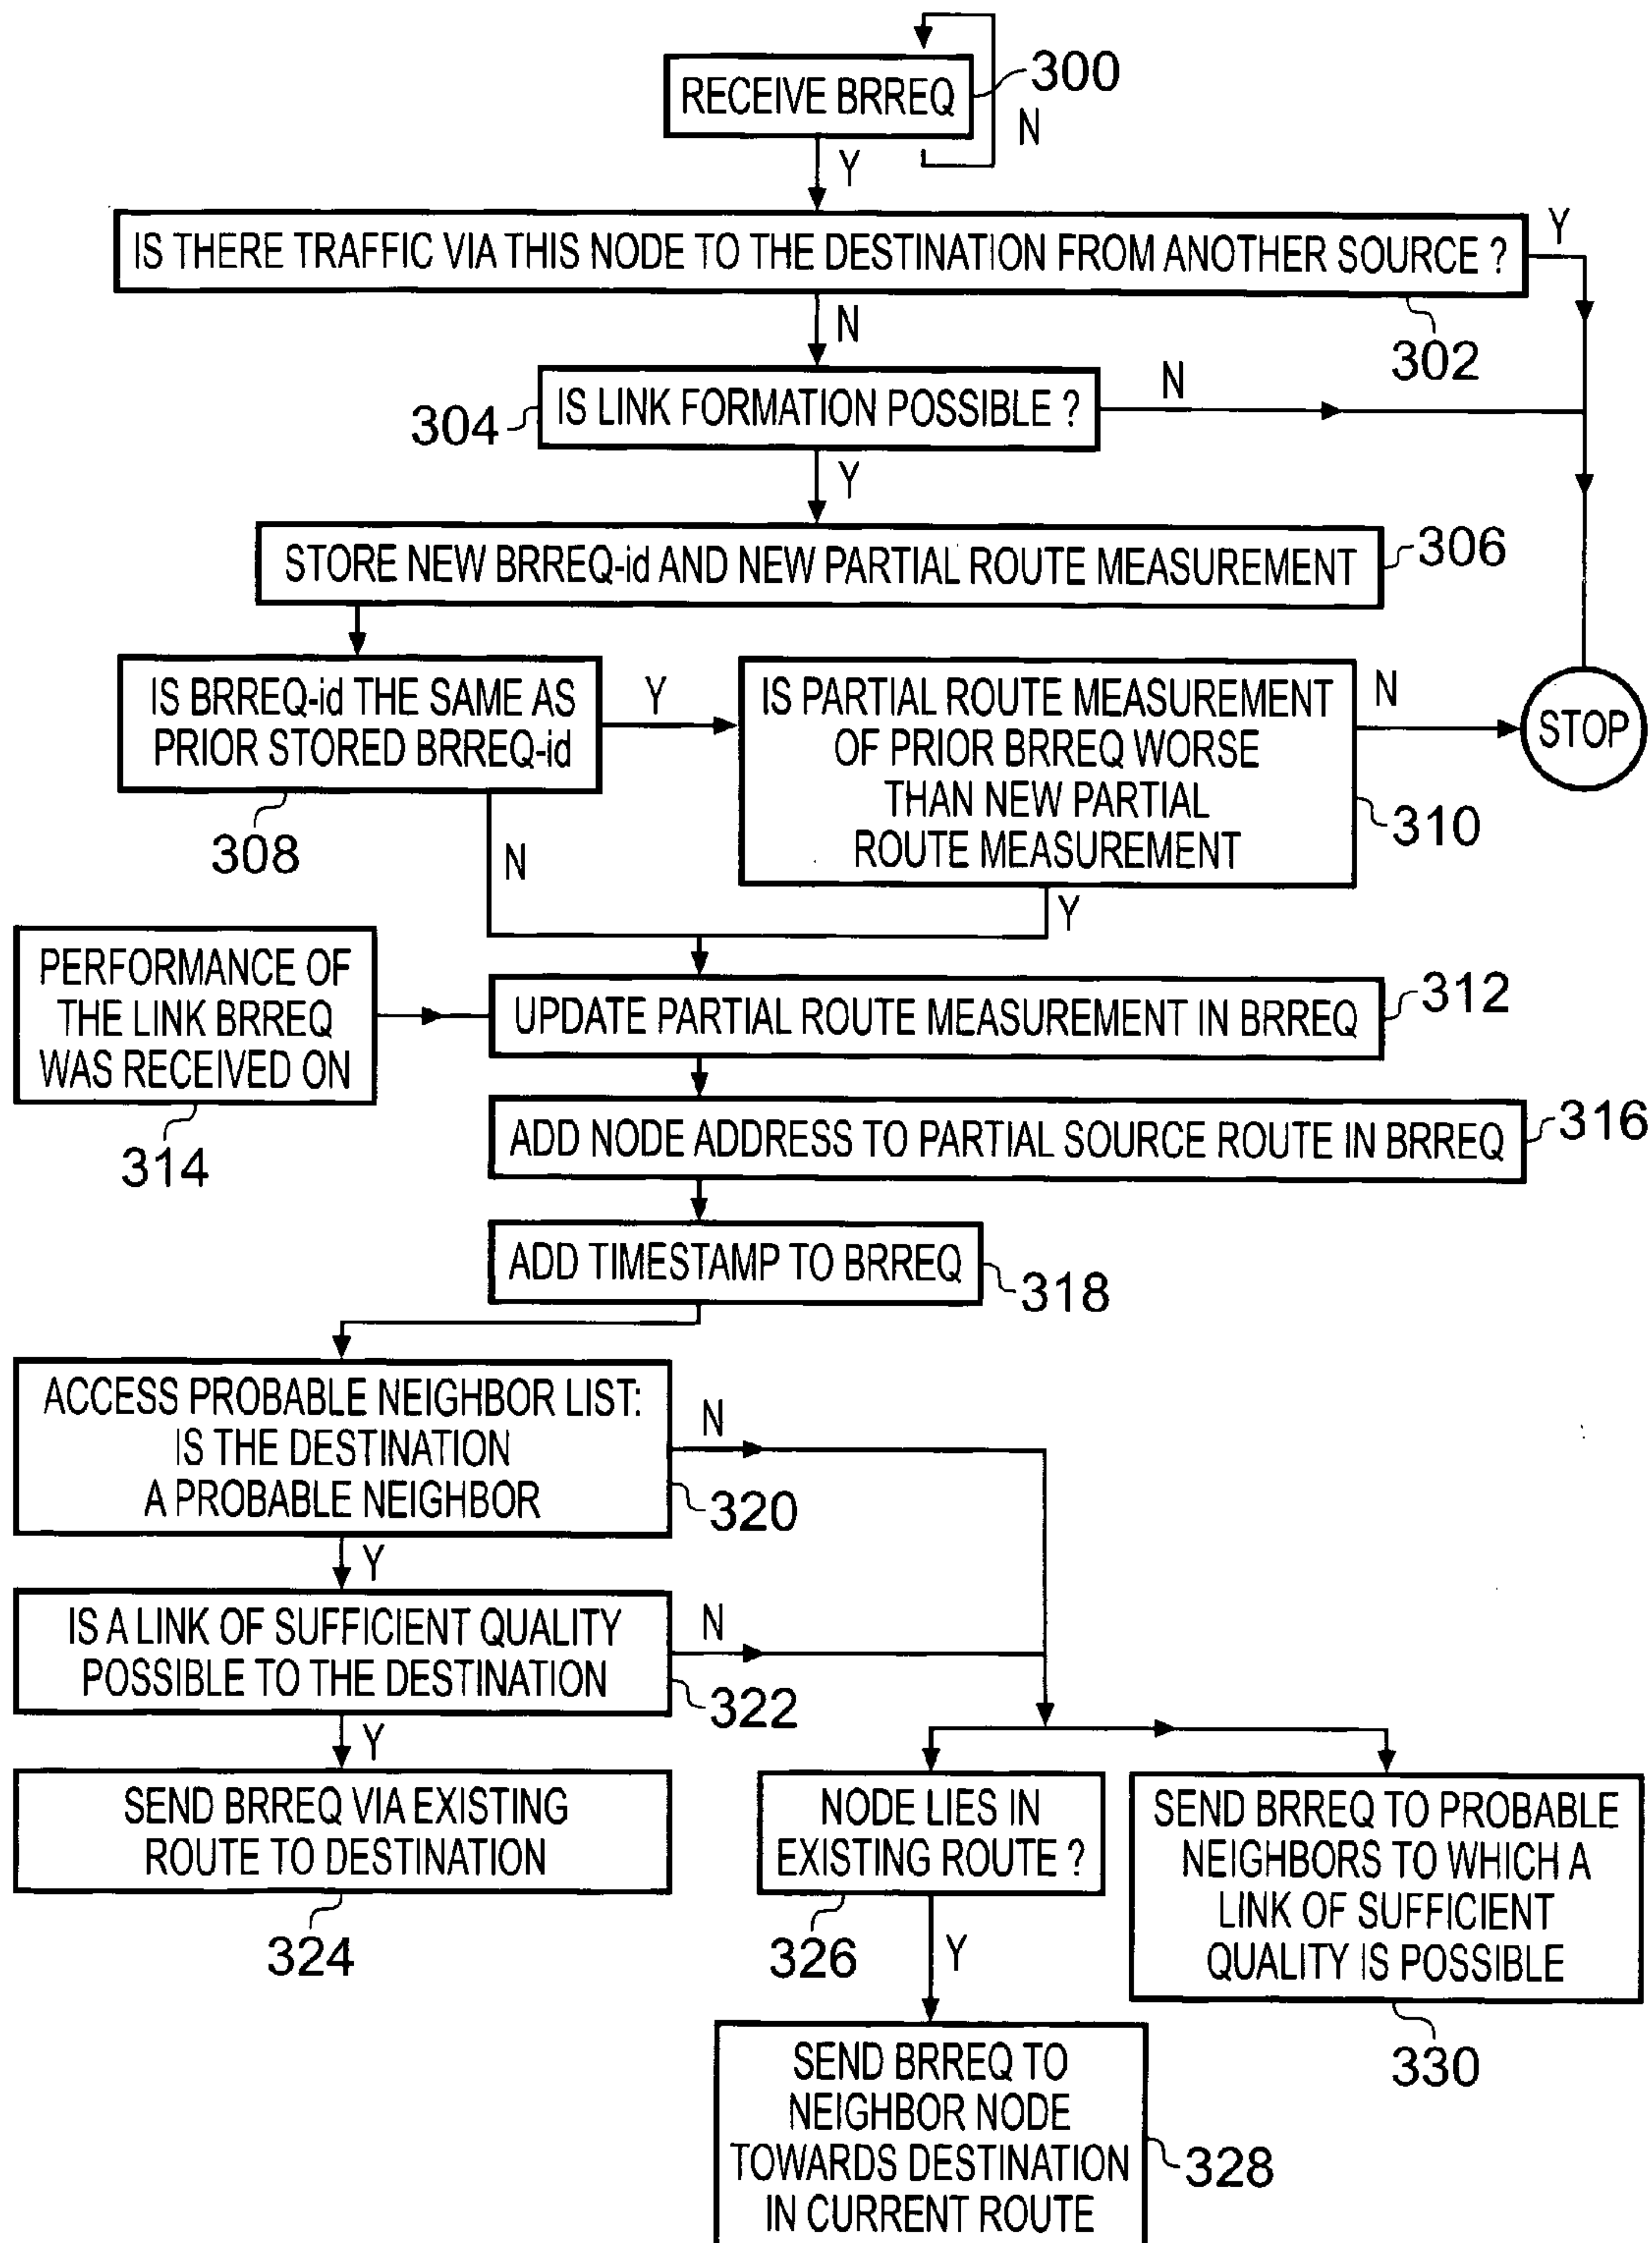 RECEIVE BRREQ
300
N
Y
IS THERE TRAFFIC VIA THIS NODE TO THE DESTINATION FROM ANOTHER SOURCE ?
Y
302
N
304
IS LINK FORMATION POSSIBLE ?
N
Y
STORE NEW BRREQ-id AND NEW PARTIAL ROUTE MEASUREMENT
306
IS BRREQ-id THE SAME AS
PRIOR STORED BRREQ-id
308
Y
N
IS PARTIAL ROUTE MEASUREMENT
OF PRIOR BRREQ WORSE
THAN NEW PARTIAL
ROUTE MEASUREMENT
310
N
STOP
Y
PERFORMANCE OF
THE LINK BRREQ
WAS RECEIVED ON
314
UPDATE PARTIAL ROUTE MEASUREMENT IN BRREQ
312
ADD NODE ADDRESS TO PARTIAL SOURCE ROUTE IN BRREQ
316
ADD TIMESTAMP TO BRREQ
318
ACCESS PROBABLE NEIGHBOR LIST:
IS THE DESTINATION
A PROBABLE NEIGHBOR
320
N
Y
IS A LINK OF SUFFICIENT QUALITY
POSSIBLE TO THE DESTINATION
322
N
Y
SEND BRREQ VIA EXISTING
ROUTE TO DESTINATION
324
NODE LIES IN
EXISTING ROUTE ?
326
Y
SEND BRREQ TO PROBABLE
NEIGHBORS TO WHICH A
LINK OF SUFFICIENT
QUALITY IS POSSIBLE
330
SEND BRREQ TO
NEIGHBOR NODE
TOWARDS DESTINATION
IN CURRENT ROUTE
328